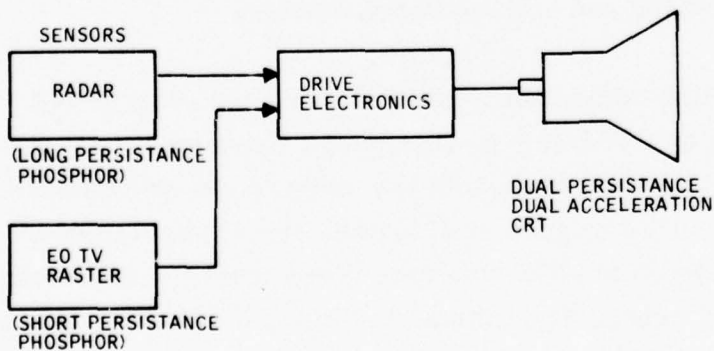 SENSORS
RADAR
(LONG PERSISTANCE
PHOSPHOR)
EO TV
RASTER
(SHORT PERSISTANCE
PHOSPHOR)
DRIVE
ELECTRONICS
DUAL PERSISTANCE
DUAL ACCELERATION
CRT